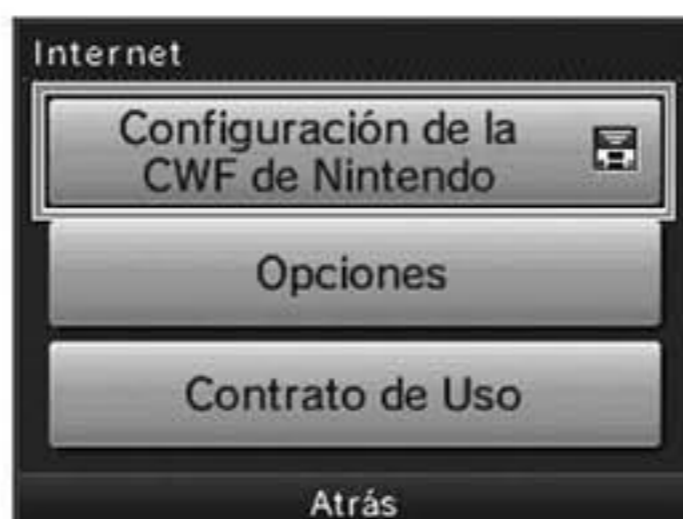 Internet
Configuración de la
CWF de Nintendo
Opciones
Contrato de Uso
Atrás